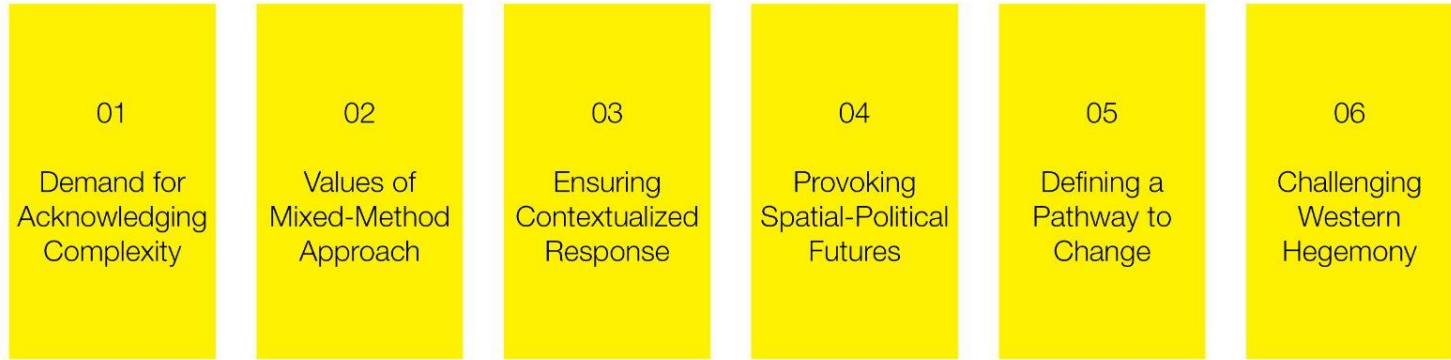 01
Demand for
Acknowledging
Complexity
02
Values of
Mixed-Method
Approach
03
Ensuring
Contextualized
Response
04
Provoking
Spatial-Political
Futures
05
Defining a
Pathway to
Change
06
Challenging
Western
Hegemony